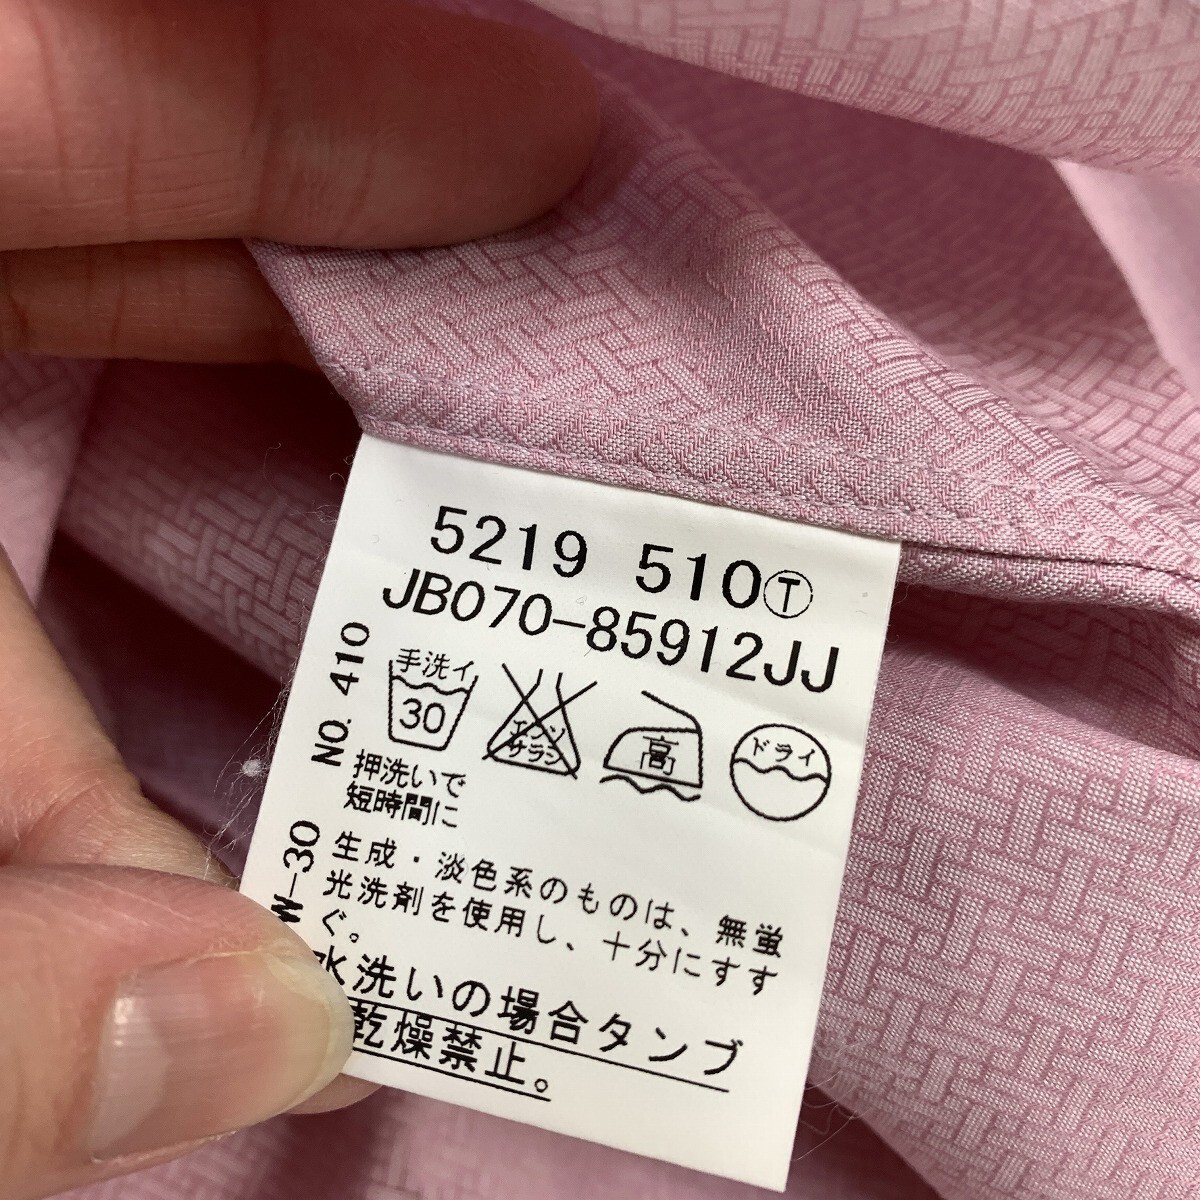 5219 510Ⓣ
JB070-85912JJ
手洗イ
30
エンソ
サラシ
高
ドライ
押洗いで
短時間に
生成・淡色系のものは、無蛍
光洗剤を使用し、十分にすす
ぐ。
水洗いの場合タンブ
乾燥禁止。
NO. 410
W-30